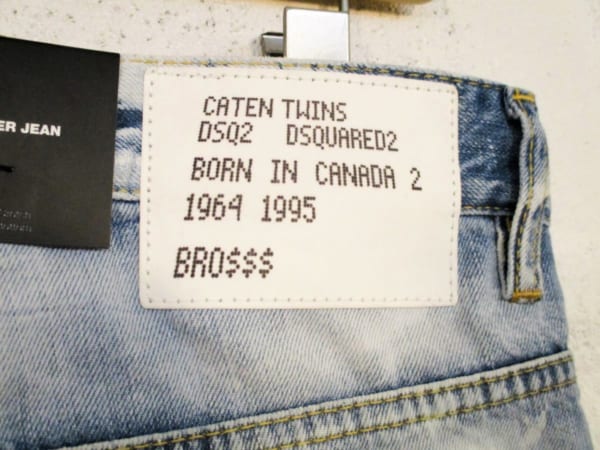 ER JEAN
CATEN TWINS
DSQ2 DSQUARED2
BORN IN CANADA 2
1964 1995
BRO$$$